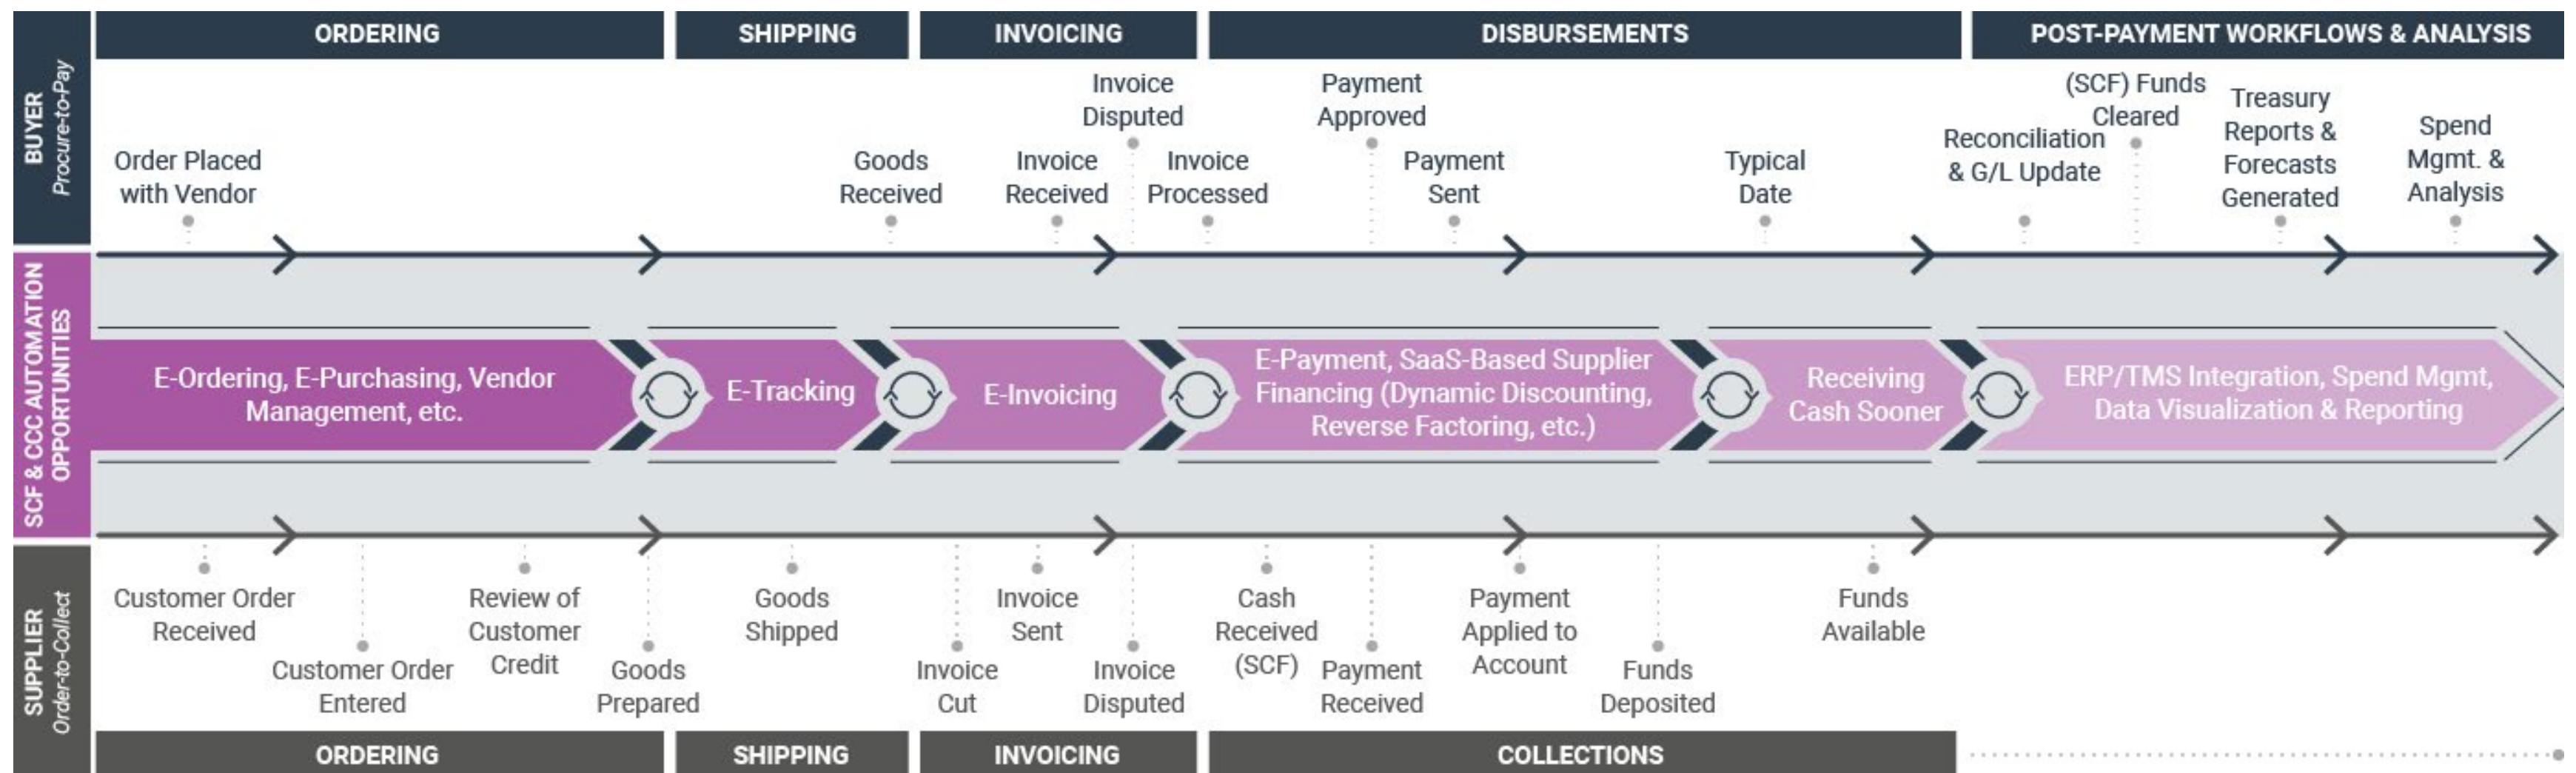 ORDERING
SHIPPING
INVOICING
DISBURSEMENTS
POST-PAYMENT WORKFLOWS & ANALYSIS
BUYER
Procure-to-Pay
Order Placed
with Vendor
Goods
Received
Invoice
Received
Invoice
Disputed
Invoice
Processed
Payment
Approved
Payment
Sent
Typical
Date
Reconciliation
& G/L Update
(SCF) Funds
Cleared
Treasury
Reports &
Forecasts
Generated
Spend
Mgmt. &
Analysis
SCF & CCC AUTOMATION
OPPORTUNITIES
E-Ordering, E-Purchasing, Vendor
Management, etc.
E-Tracking
E-Invoicing
E-Payment, SaaS-Based Supplier
Financing (Dynamic Discounting,
Reverse Factoring, etc.)
Receiving
Cash Sooner
ERP/TMS Integration, Spend Mgmt,
Data Visualization & Reporting
SUPPLIER
Order-to-Collect
Customer Order
Received
Customer Order
Entered
Review of
Customer
Credit
Goods
Prepared
Goods
Shipped
Invoice
Cut
Invoice
Sent
Invoice
Disputed
Cash
Received
(SCF)
Payment
Received
Payment
Applied to
Account
Funds
Deposited
Funds
Available
ORDERING
SHIPPING
INVOICING
COLLECTIONS